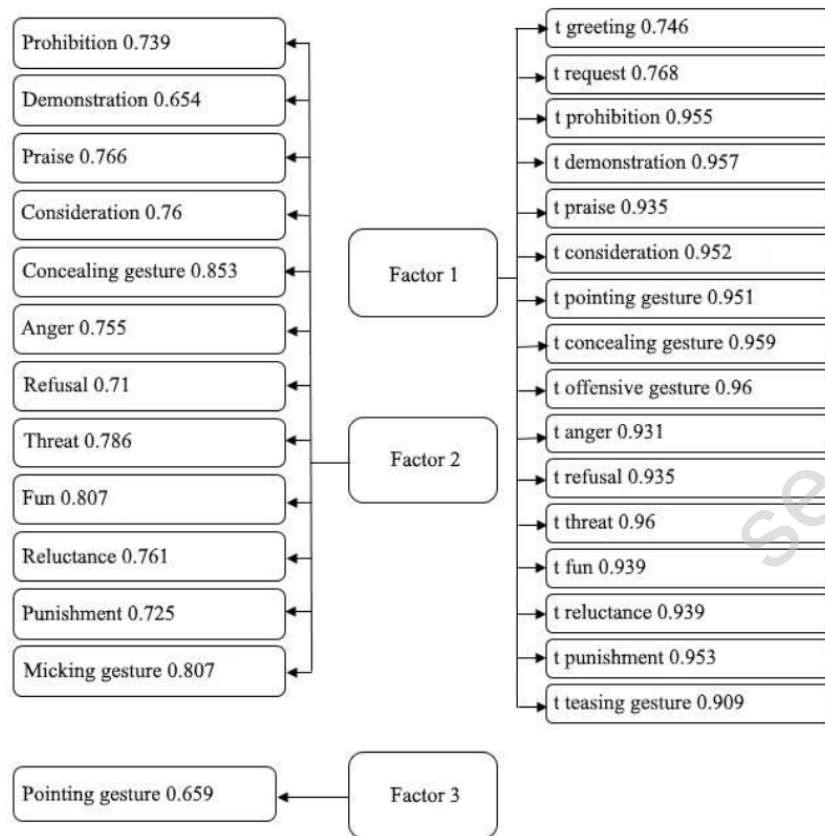 Prohibition 0.739
Demonstration 0.654
Praise 0.766
Consideration 0.76
Concealing gesture 0.853
Anger 0.755
Refusal 0.71
Threat 0.786
Fun 0.807
Reluctance 0.761
Punishment 0.725
Micking gesture 0.807
Pointing gesture 0.659
Factor 1
Factor 2
Factor 3
t greeting 0.746
t request 0.768
t prohibition 0.955
t demonstration 0.957
t praise 0.935
t consideration 0.952
t pointing gesture 0.951
t concealing gesture 0.959
t offensive gesture 0.96
t anger 0.931
t refusal 0.935
t threat 0.96
t fun 0.939
t reluctance 0.939
t punishment 0.953
t teasing gesture 0.909